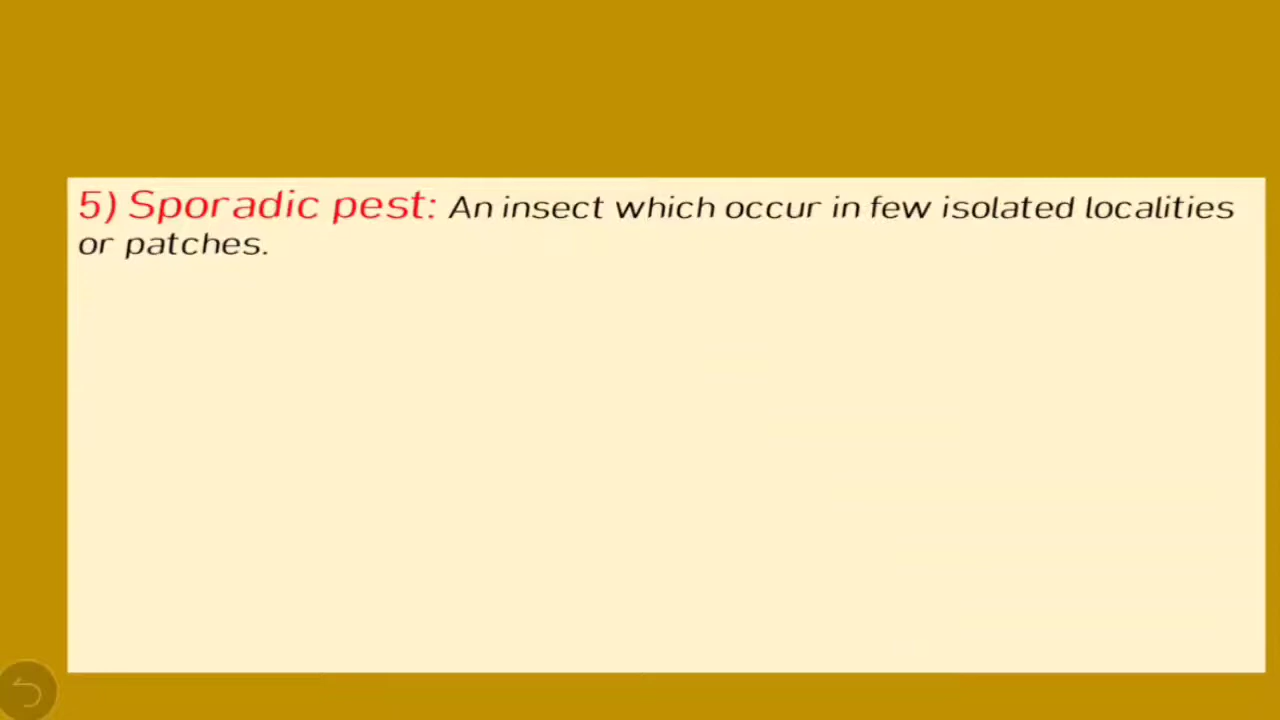 5) Sporadic pest: An insect which occur in few isolated localities
or patches.